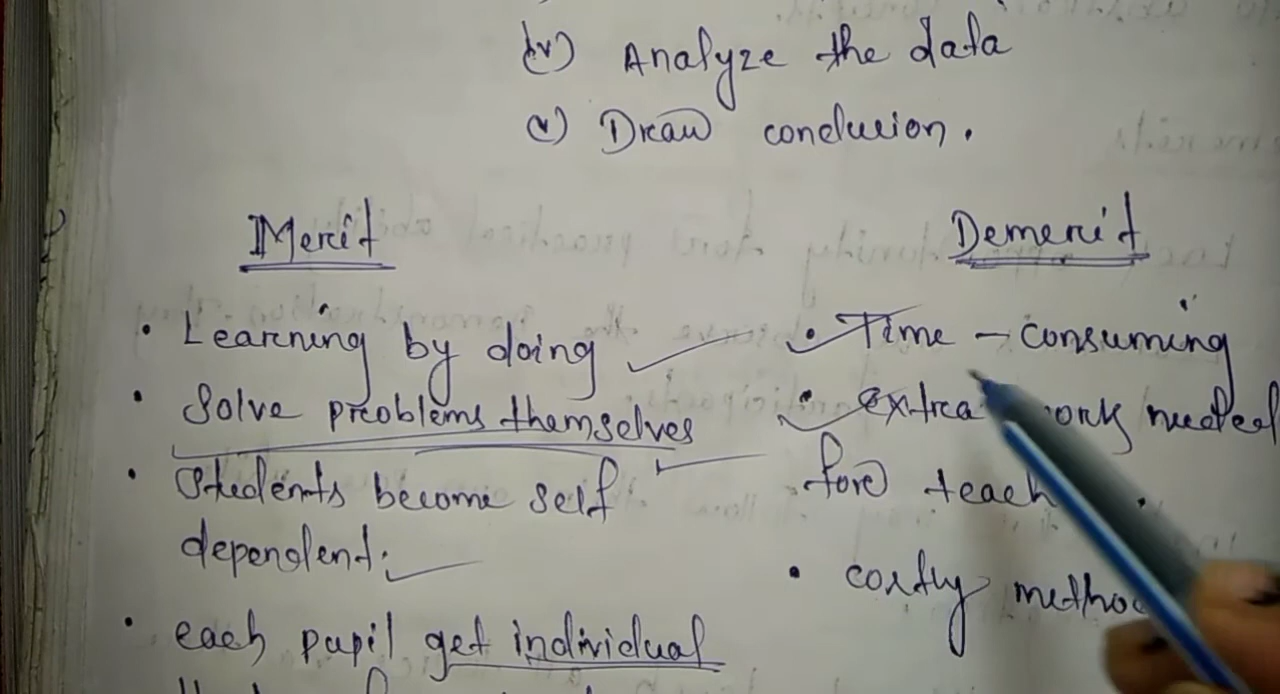 iv) Analyze the data
v) Draw conclusion.
Merit
• Learning by doing
• Solve problems themselves
• Students become self
dependent.
• each pupil get individual
Demerit
• Time - consuming
• extra work needed
for teach
• costly method